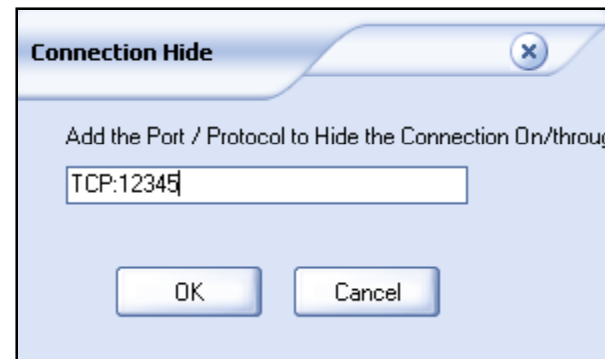 Connection Hide
Add the Port / Protocol to Hide the Connection On/throug
TCP:12345
OK
Cancel